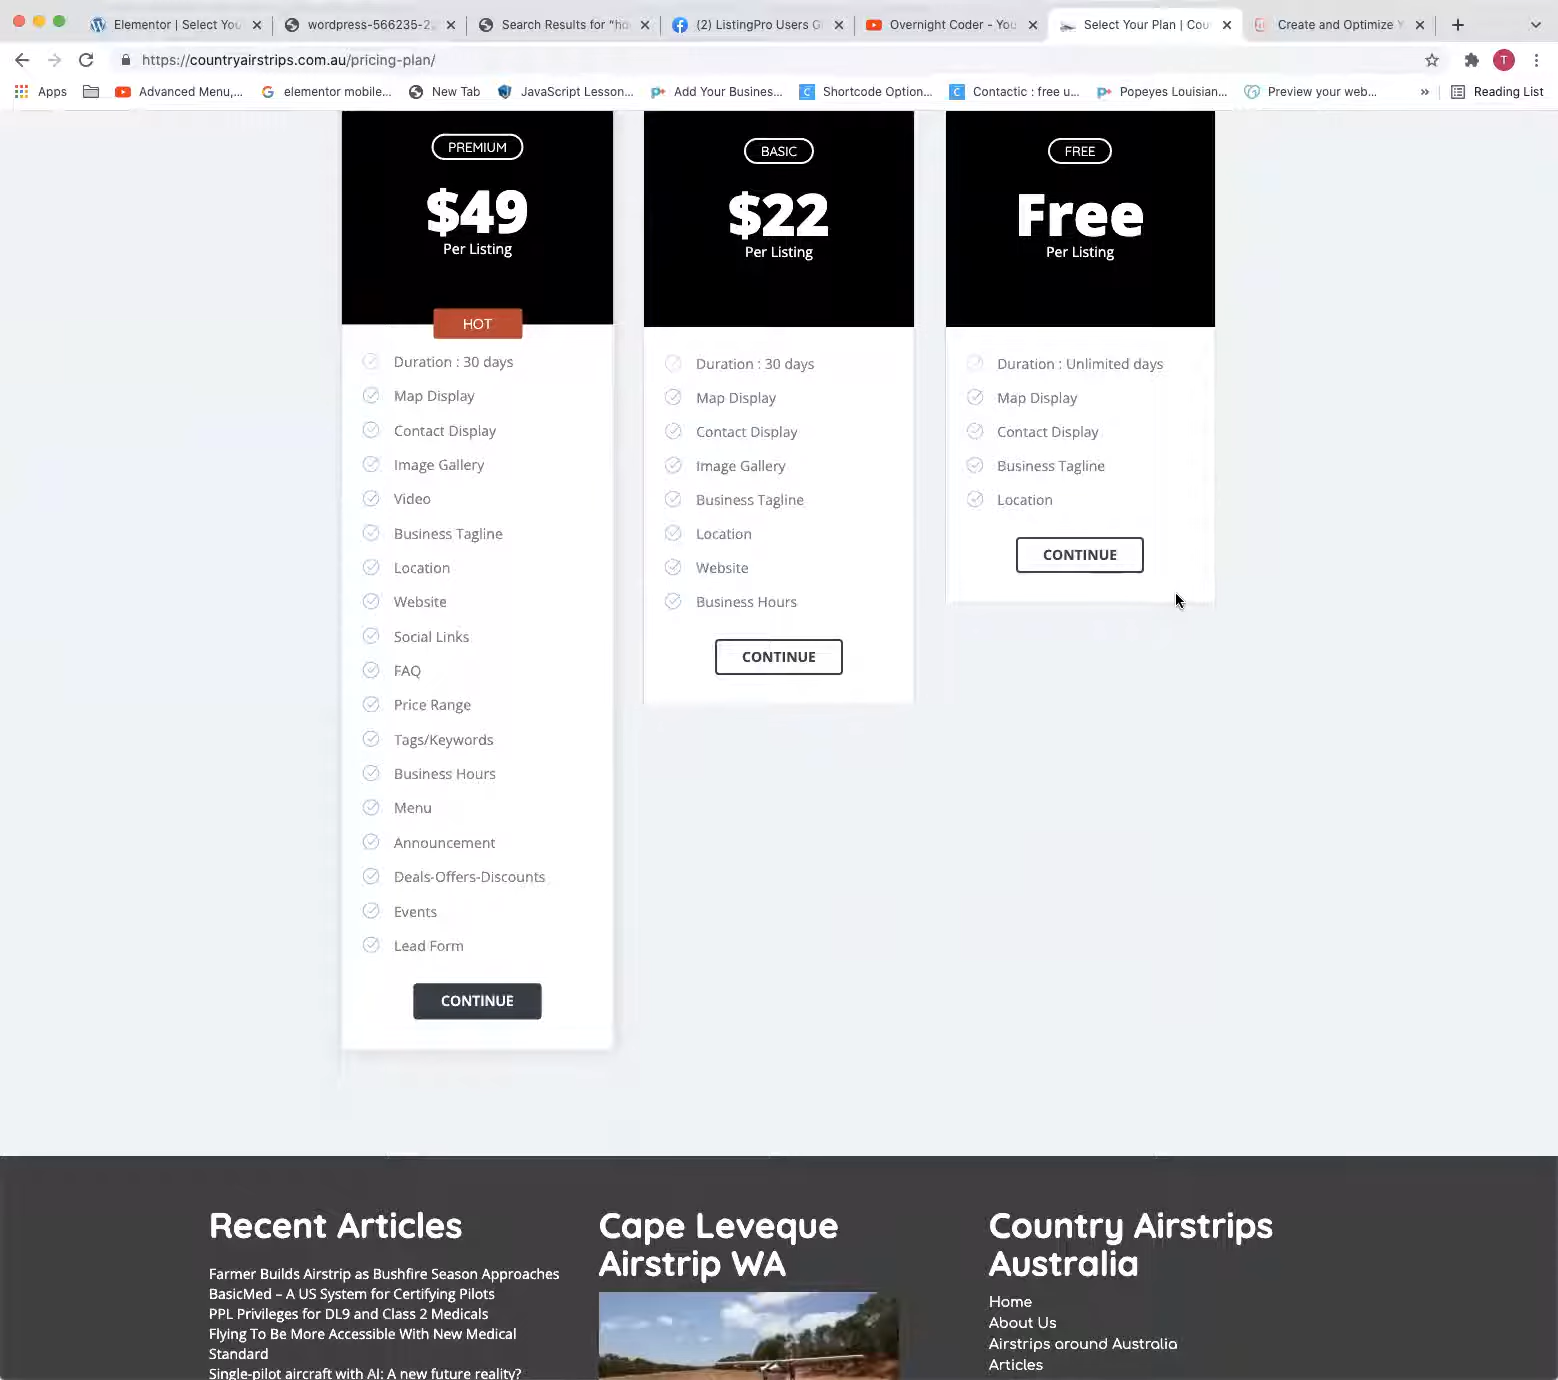 Elementor | Select You
wordpress-566235-2
Search Results for "ho
(2) ListingPro Users G
Overnight Coder - You
Select Your Plan | Cou
Create and Optimize Y
https://countryairstrips.com.au/pricing-plan/
T
Apps
Advanced Menu,...
elementor mobile...
New Tab
JavaScript Lesson...
Add Your Busines...
Shortcode Option...
Contactic : free u...
Popeyes Louisian...
Preview your web...
»
Reading List
PREMIUM
$49
Per Listing
HOT
Duration : 30 days
Map Display
Contact Display
Image Gallery
Video
Business Tagline
Location
Website
Social Links
FAQ
Price Range
Tags/Keywords
Business Hours
Menu
Announcement
Deals-Offers-Discounts
Events
Lead Form
CONTINUE
BASIC
$22
Per Listing
Duration : 30 days
Map Display
Contact Display
Image Gallery
Business Tagline
Location
Website
Business Hours
CONTINUE
FREE
Free
Per Listing
Duration : Unlimited days
Map Display
Contact Display
Business Tagline
Location
CONTINUE
Recent Articles
Farmer Builds Airstrip as Bushfire Season Approaches
BasicMed – A US System for Certifying Pilots
PPL Privileges for DL9 and Class 2 Medicals
Flying To Be More Accessible With New Medical
Standard
Single-pilot aircraft with AI: A new future reality?
Cape Leveque
Airstrip WA
Country Airstrips
Australia
Home
About Us
Airstrips around Australia
Articles